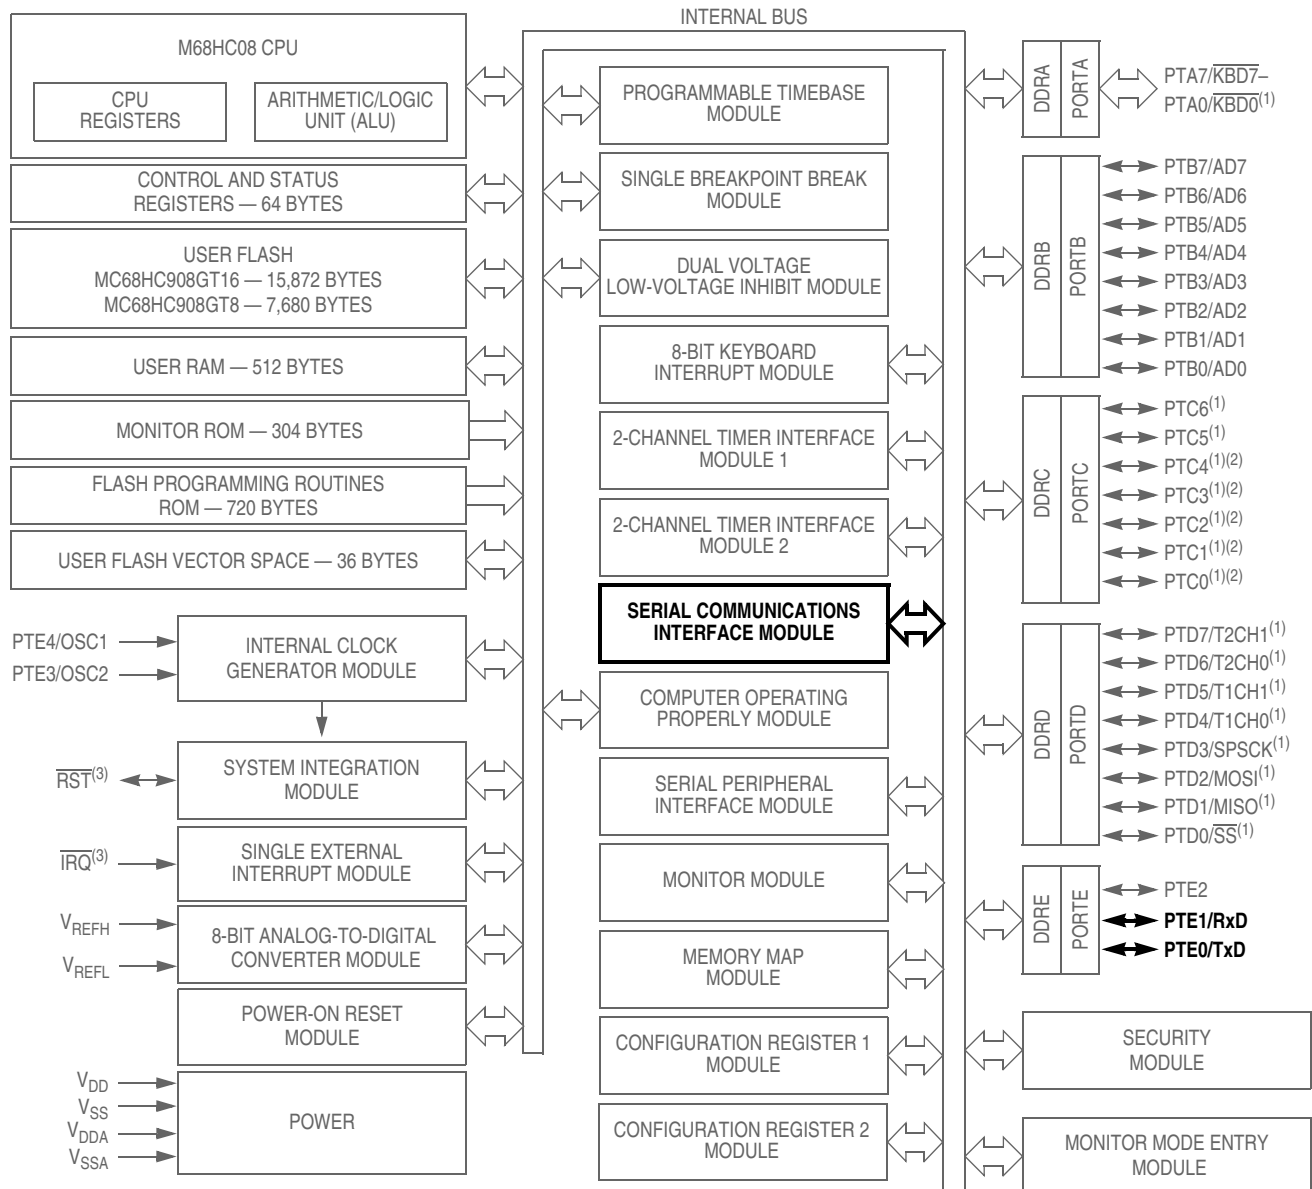 INTERNAL BUS
M68HC08 CPU
CPU
REGISTERS
ARITHMETIC/LOGIC
UNIT (ALU)
CONTROL AND STATUS
REGISTERS — 64 BYTES
USER FLASH
MC68HC908GT16 — 15,872 BYTES
MC68HC908GT8 — 7,680 BYTES
USER RAM — 512 BYTES
MONITOR ROM — 304 BYTES
FLASH PROGRAMMING ROUTINES
ROM — 720 BYTES
USER FLASH VECTOR SPACE — 36 BYTES
PTE4/OSC1
PTE3/OSC2
INTERNAL CLOCK
GENERATOR MODULE
RST(3)
SYSTEM INTEGRATION
MODULE
IRQ(3)
SINGLE EXTERNAL
INTERRUPT MODULE
VREFH
VREFL
8-BIT ANALOG-TO-DIGITAL
CONVERTER MODULE
POWER-ON RESET
MODULE
VDD
VSS
VDDA
VSSA
POWER
PROGRAMMABLE TIMEBASE
MODULE
SINGLE BREAKPOINT BREAK
MODULE
DUAL VOLTAGE
LOW-VOLTAGE INHIBIT MODULE
8-BIT KEYBOARD
INTERRUPT MODULE
2-CHANNEL TIMER INTERFACE
MODULE 1
2-CHANNEL TIMER INTERFACE
MODULE 2
SERIAL COMMUNICATIONS
INTERFACE MODULE
COMPUTER OPERATING
PROPERLY MODULE
SERIAL PERIPHERAL
INTERFACE MODULE
MONITOR MODULE
MEMORY MAP
MODULE
CONFIGURATION REGISTER 1
MODULE
CONFIGURATION REGISTER 2
MODULE
DDRA
PORTA
PTA7/KBD7–
PTA0/KBD0(1)
DDRB
PORTB
PTB7/AD7
PTB6/AD6
PTB5/AD5
PTB4/AD4
PTB3/AD3
PTB2/AD2
PTB1/AD1
PTB0/AD0
DDRC
PORTC
PTC6(1)
PTC5(1)
PTC4(1)(2)
PTC3(1)(2)
PTC2(1)(2)
PTC1(1)(2)
PTC0(1)(2)
DDRD
PORTD
PTD7/T2CH1(1)
PTD6/T2CH0(1)
PTD5/T1CH1(1)
PTD4/T1CH0(1)
PTD3/SPSCK(1)
PTD2/MOSI(1)
PTD1/MISO(1)
PTD0/SS(1)
DDRE
PORTE
PTE2
PTE1/RxD
PTE0/TxD
SECURITY
MODULE
MONITOR MODE ENTRY
MODULE